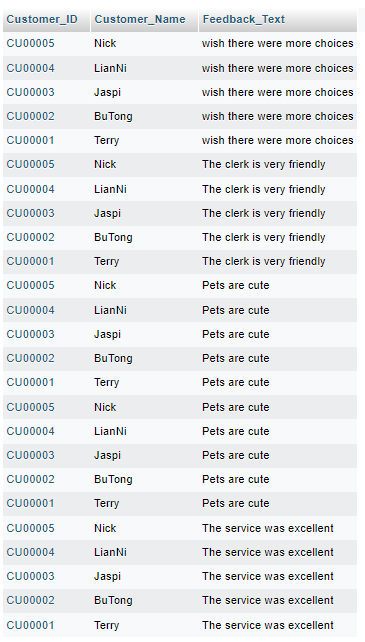 Customer_ID Customer_Name Feedback_Text
CU00005 Nick wish there were more choices
CU00004 LianNi wish there were more choices
CU00003 Jaspi wish there were more choices
CU00002 BuTong wish there were more choices
CU00001 Terry wish there were more choices
CU00005 Nick The clerk is very friendly
CU00004 LianNi The clerk is very friendly
CU00003 Jaspi The clerk is very friendly
CU00002 BuTong The clerk is very friendly
CU00001 Terry The clerk is very friendly
CU00005 Nick Pets are cute
CU00004 LianNi Pets are cute
CU00003 Jaspi Pets are cute
CU00002 BuTong Pets are cute
CU00001 Terry Pets are cute
CU00005 Nick Pets are cute
CU00004 LianNi Pets are cute
CU00003 Jaspi Pets are cute
CU00002 BuTong Pets are cute
CU00001 Terry Pets are cute
CU00005 Nick The service was excellent
CU00004 LianNi The service was excellent
CU00003 Jaspi The service was excellent
CU00002 BuTong The service was excellent
CU00001 Terry The service was excellent